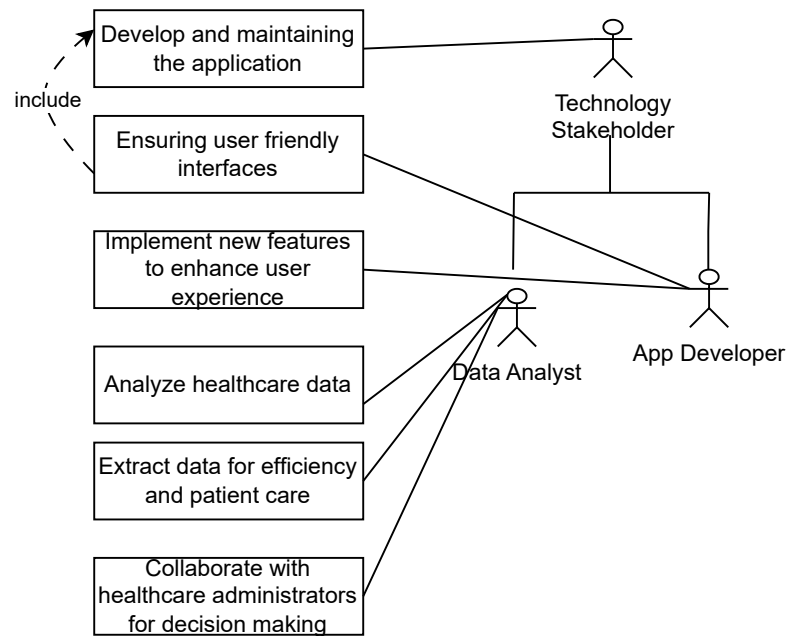 Develop and maintaining
the application
include
Technology
Stakeholder
Ensuring user friendly
interfaces
Implement new features
to enhance user
experience
App Developer
Data Analyst
Analyze healthcare data
Extract data for efficiency
and patient care
Collaborate with
healthcare administrators
for decision making